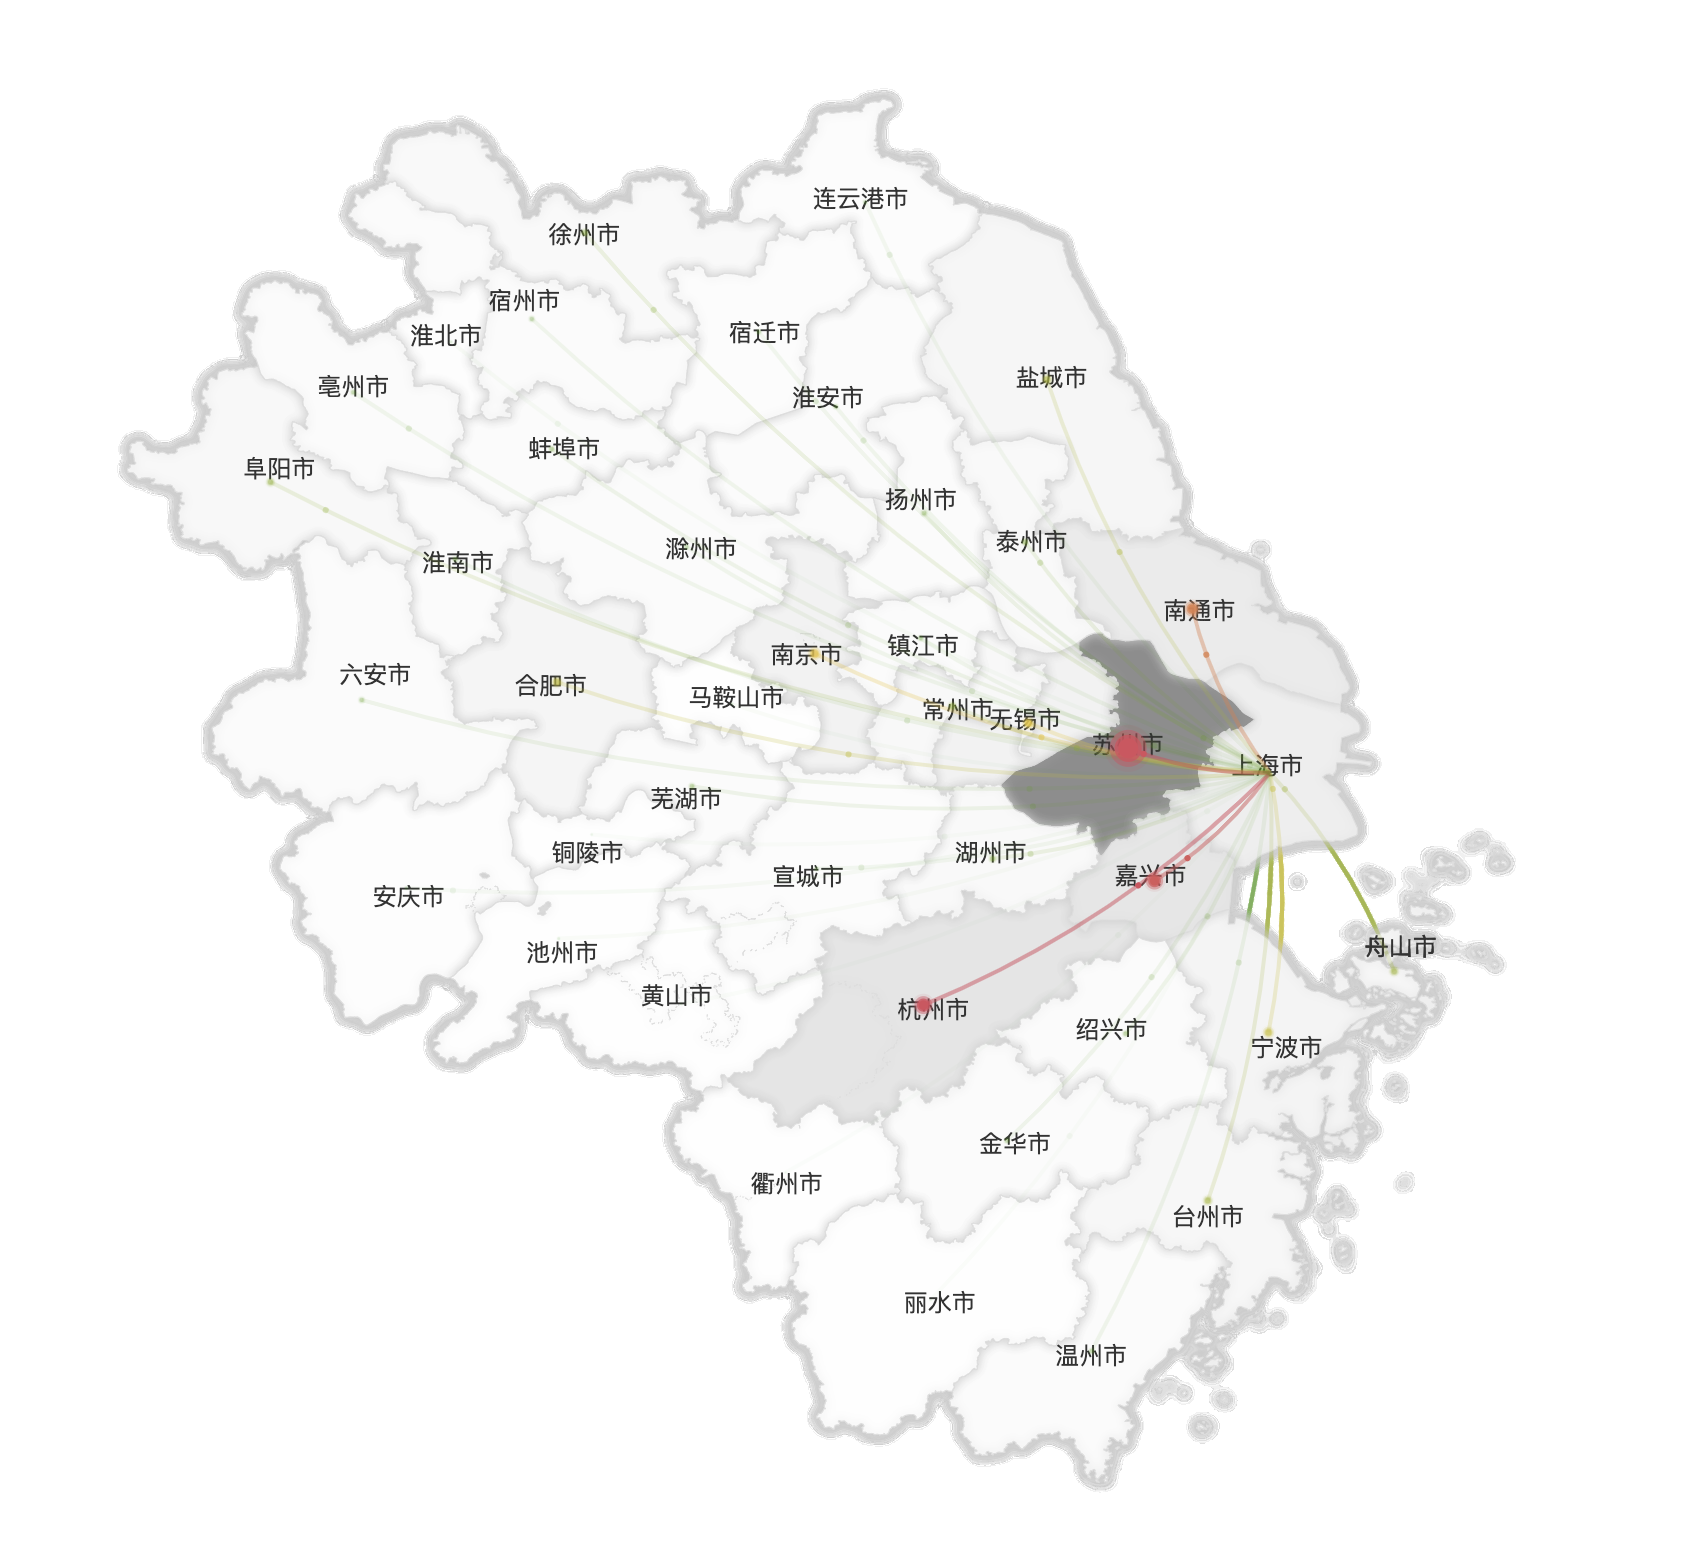 连云港市
徐州市
宿州市
淮北市
宿迁市
亳州市
盐城市
淮安市
蚌埠市
阜阳市
扬州市
泰州市
滁州市
淮南市
南通市
镇江市
南京市
六安市
合肥市
马鞍山市
常州市
无锡市
苏州市
上海市
芜湖市
铜陵市
湖州市
宣城市
嘉兴市
安庆市
舟山市
池州市
黄山市
杭州市
绍兴市
宁波市
金华市
衢州市
台州市
丽水市
温州市